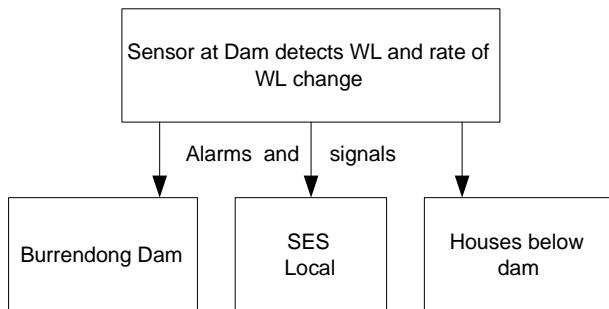 Sensor at Dam detects WL and rate of
WL change
Alarms and signals
Burrendong Dam
SES
Local
Houses below
dam